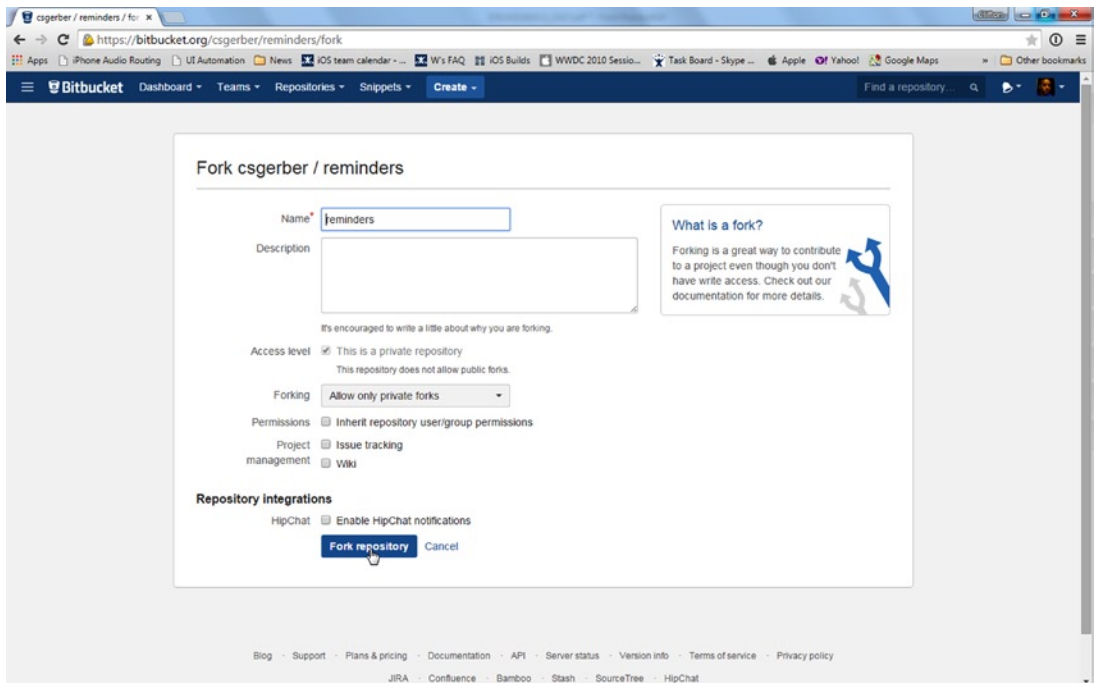 csgerber / reminders / for
Clifton
https://bitbucket.org/csgerber/reminders/fork
Apps iPhone Audio Routing UI Automation News iOS team calendar - ... W's FAQ iOS Builds WWDC 2010 Sessio... Task Board - Skype ... Apple Yahoo! Google Maps » Other bookmarks
Bitbucket Dashboard Teams Repositories Snippets Create Find a repository...
Fork csgerber / reminders
Name* reminders
Description
It's encouraged to write a little about why you are forking.
Access level This is a private repository
This repository does not allow public forks.
Forking Allow only private forks
Permissions Inherit repository user/group permissions
Project management
Issue tracking
Wiki
Repository integrations
HipChat Enable HipChat notifications
Fork repository Cancel
What is a fork?
Forking is a great way to contribute
to a project even though you don't
have write access. Check out our
documentation for more details.
Blog · Support · Plans & pricing · Documentation · API · Server status · Version info · Terms of service · Privacy policy
JIRA · Confluence · Bamboo · Stash · SourceTree · HipChat